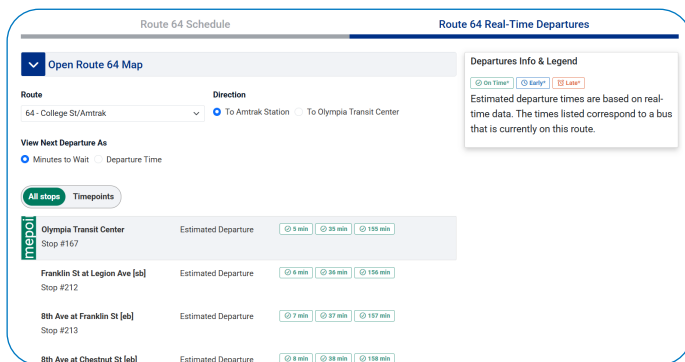 Route 64 Schedule
Route 64 Real-Time Departures
Open Route 64 Map
Route
Direction
64 - College St/Amtrak
To Amtrak Station
To Olympia Transit Center
View Next Departure As
Minutes to Wait
Departure Time
All stops
Timepoints
mepoi
Olympia Transit Center
Estimated Departure
5 min
35 min
155 min
Stop #167
Franklin St at Legion Ave [sb]
Estimated Departure
6 min
36 min
156 min
Stop #212
8th Ave at Franklin St [eb]
Estimated Departure
7 min
37 min
157 min
Stop #213
8th Ave at Chestnut St [eb]
Estimated Departure
8 min
38 min
158 min
Departures Info & Legend
On Time*
Early*
Late*
Estimated departure times are based on real-
time data. The times listed correspond to a bus
that is currently on this route.